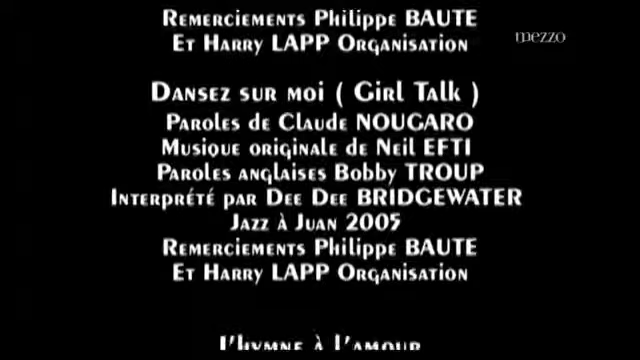 Remerciements Philippe BAUTE
Et Harry LAPP Organisation
mezzo
Dansez sur moi ( Girl Talk )
Paroles de Claude NOUGARO
Musique originale de Neil EFTI
Paroles anglaises Bobby TROUP
Interprété par Dee Dee BRIDGEWATER
Jazz à Juan 2005
Remerciements Philippe BAUTE
Et Harry LAPP Organisation
L'hymne à l'amour